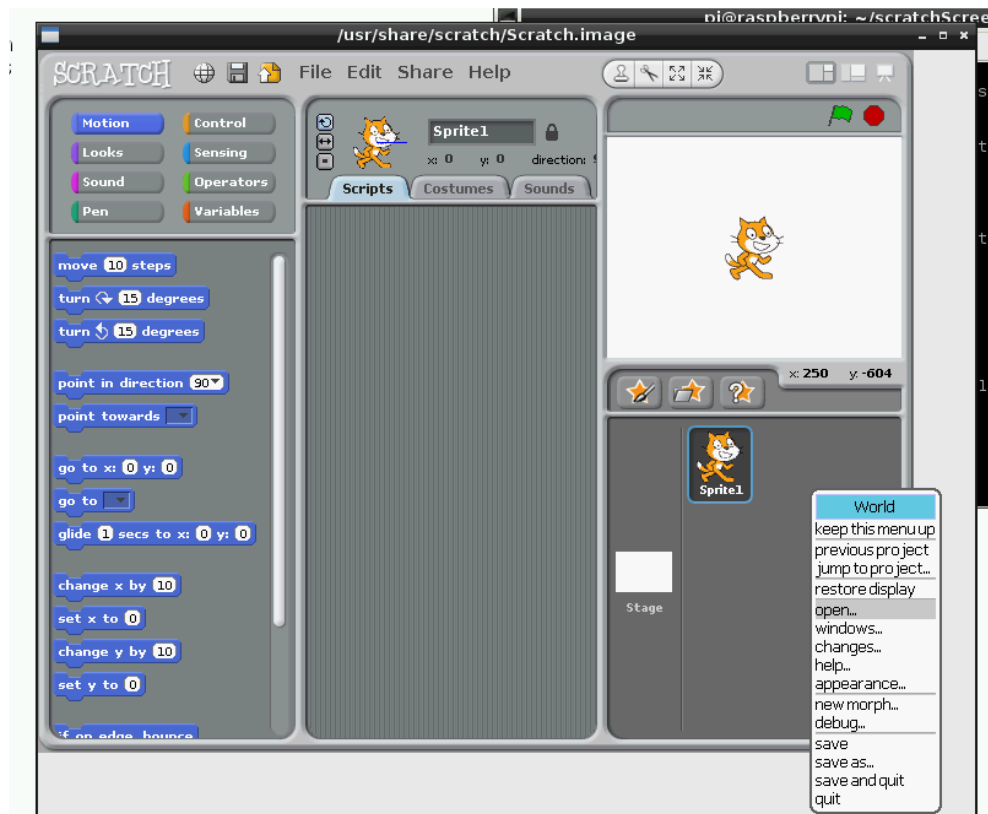 pi@raspberrypi: ~/scratchScree
/usr/share/scratch/Scratch.image
SCRATCH File Edit Share Help
Motion Control
Looks Sensing
Sound Operators
Pen Variables
Sprite1
x: 0 y: 0 direction: 9
Scripts Costumes Sounds
move 10 steps
turn 15 degrees
turn 15 degrees
point in direction 90
point towards
go to x: 0 y: 0
go to
glide 1 secs to x: 0 y: 0
change x by 10
set x to 0
change y by 10
set y to 0
if on edge, bounce
x: 250 y: -604
Sprite1
Stage
World
keep this menu up
previous project
jump to project...
restore display
open...
windows...
changes...
help...
appearance...
new morph...
debug...
save
save as...
save and quit
quit